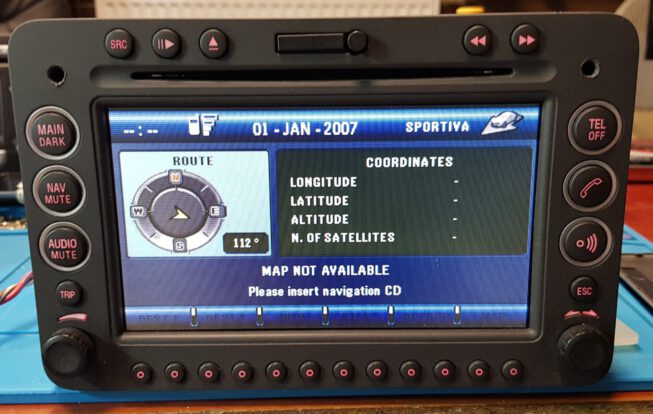 SRC
MAIN
DARK
NAV
MUTE
AUDIO
MUTE
TRIP
-- : --
01 - JAN - 2007
SPORTIVA
ROUTE
N
W
E
S
112 °
COORDINATES
LONGITUDE -
LATITUDE -
ALTITUDE -
N. OF SATELLITES -
MAP NOT AVAILABLE
Please insert navigation CD
TEL
OFF
ESC